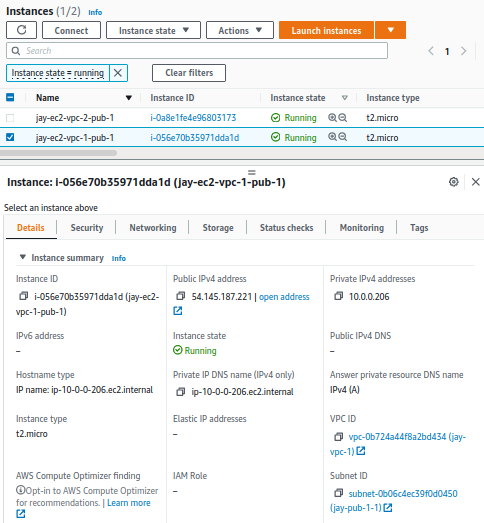 Instances (1/2) Info
Connect Instance state Actions Launch instances
Search
1
Instance state = running Clear filters
Name Instance ID Instance state Instance type
jay-ec2-vpc-2-pub-1 i-0a8e1fe4e96803173 Running t2.micro
jay-ec2-vpc-1-pub-1 i-056e70b35971dda1d Running t2.micro
Instance: i-056e70b35971dda1d (jay-ec2-vpc-1-pub-1)
Select an instance above
Details Security Networking Storage Status checks Monitoring Tags
Instance summary Info
Instance ID Public IPv4 address Private IPv4 addresses
i-056e70b35971dda1d (jay-ec2- 54.145.187.221 | open address 10.0.0.206
vpc-1-pub-1)
IPv6 address Instance state Public IPv4 DNS
– Running –
Hostname type Private IP DNS name (IPv4 only) Answer private resource DNS name
IP name: ip-10-0-0-206.ec2.internal ip-10-0-0-206.ec2.internal IPv4 (A)
Instance type Elastic IP addresses VPC ID
t2.micro – vpc-0b724a44f8a2bd434 (jay-
vpc-1)
AWS Compute Optimizer finding IAM Role Subnet ID
Opt-in to AWS Compute Optimizer – subnet-0b06c4ec39f0d0450
for recommendations. | Learn more (jay-pub-1-1)